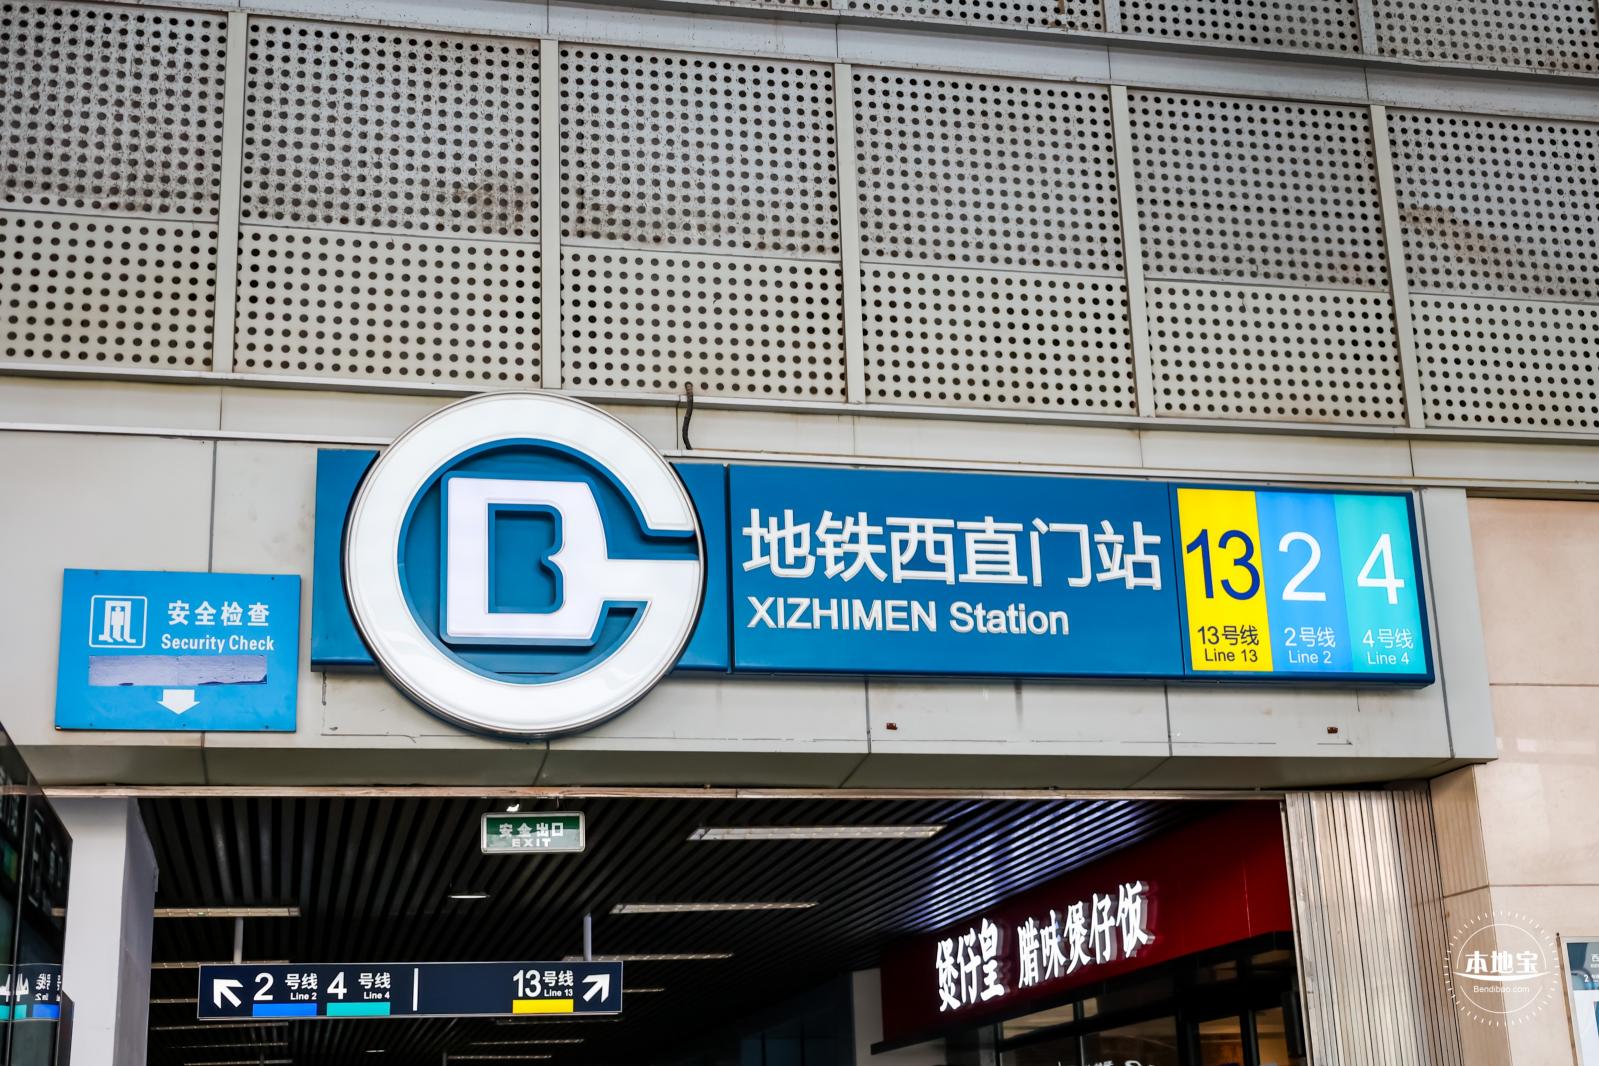 地铁西直门站
XIZHIMEN Station
13 2 4
13号线 2号线 4号线
Line 13 Line 2 Line 4
安全检查
Security Check
安全出口
EXIT
2号线 4号线 13号线
Line 2 Line 4 Line 13
煲仔皇 腊味煲仔饭
本地宝
Bendibao.com